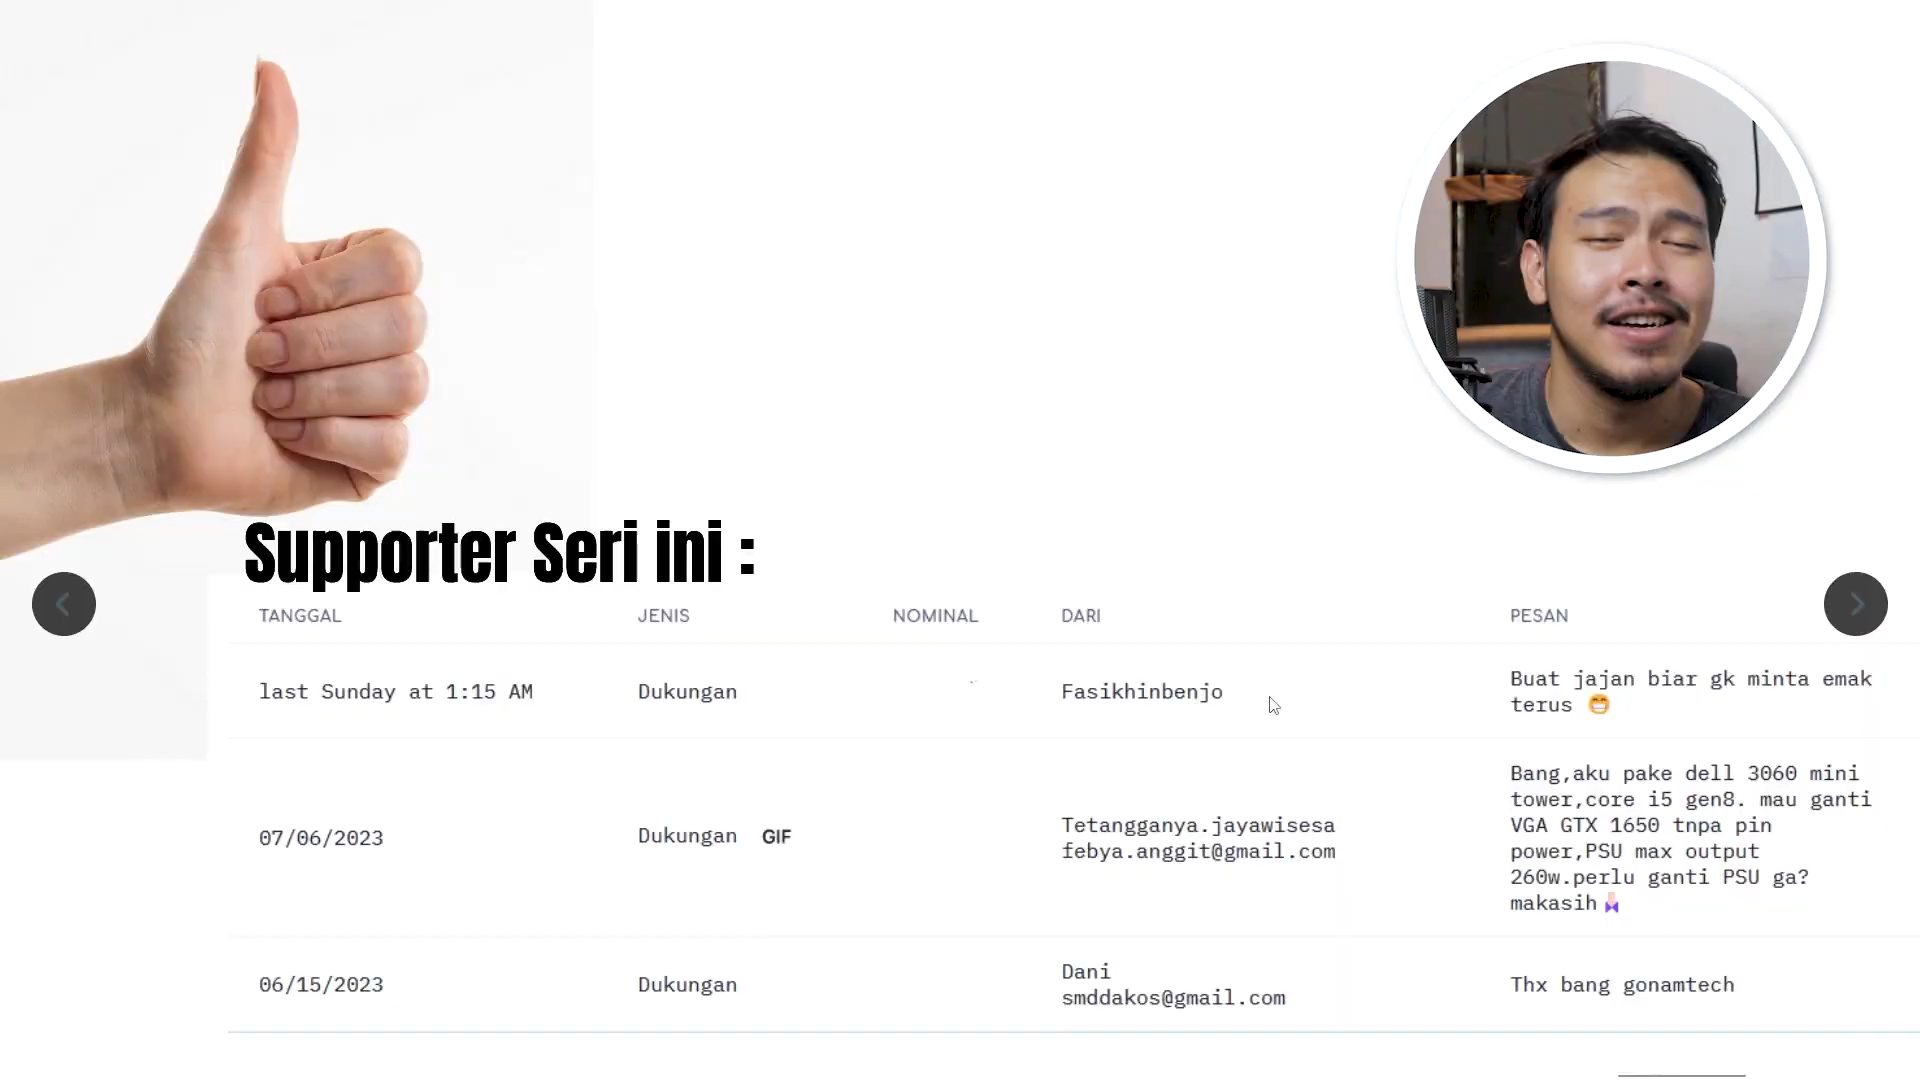 Supporter Seri ini :
TANGGAL JENIS NOMINAL DARI PESAN
last Sunday at 1:15 AM Dukungan Fasikhinbenjo Buat jajan biar gk minta emak
terus 😁
07/06/2023 Dukungan GIF Tetangganya.jayawisesa
febya.anggit@gmail.com
Bang,aku pake dell 3060 mini
tower,core i5 gen8. mau ganti
VGA GTX 1650 tnpa pin
power,PSU max output
260w.perlu ganti PSU ga?
makasih
06/15/2023 Dukungan Dani
smddakos@gmail.com
Thx bang gonamtech